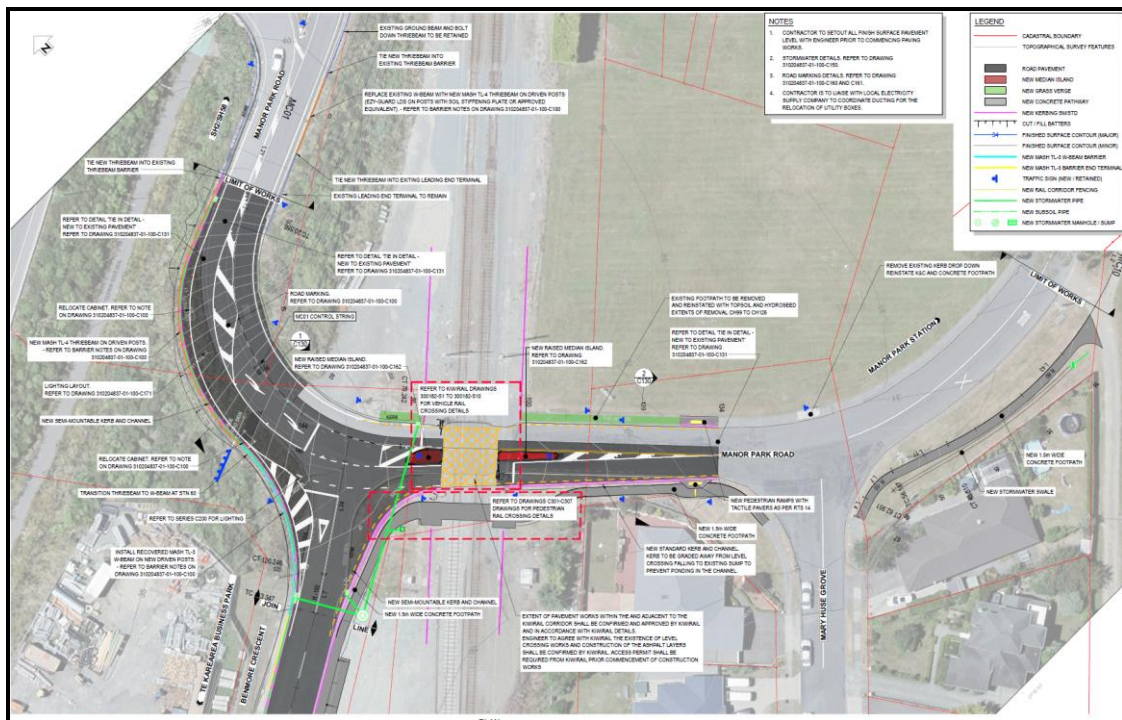 NOTES
1. CONTRACTOR TO SETOUT ALL FINISH SURFACE PAVEMENT
LEVEL WITH ENGINEER PRIOR TO COMMENCING PAVING
WORKS.
2. STORMWATER DETAILS. REFER TO DRAWING
310204837-01-100-C150.
3. ROAD MARKING DETAILS. REFER TO DRAWING
310204837-01-100-C160 AND C161.
4. CONTRACTOR IS TO LIAISE WITH LOCAL ELECTRICITY
SUPPLY COMPANY TO COORDINATE DUCTING FOR THE
RELOCATION OF UTILITY BOXES.
LEGEND
CADASTRAL BOUNDARY
TOPOGRAPHICAL SURVEY FEATURES
ROAD PAVEMENT
NEW MEDIAN ISLAND
NEW GRASS VERGE
NEW CONCRETE PATHWAY
NEW KERBING SM/STD
CUT / FILL BATTERS
FINISHED SURFACE CONTOUR (MAJOR)
FINISHED SURFACE CONTOUR (MINOR)
NEW MASH TL-3 W-BEAM BARRIER
NEW MASH TL-3 BARRIER END TERMINAL
TRAFFIC SIGN (NEW / RETAINED)
NEW RAIL CORRIDOR FENCING
NEW STORMWATER PIPE
NEW SUBSOIL PIPE
NEW STORMWATER MANHOLE / SUMP
EXISTING GROUND BEAM AND BOLT
DOWN THRIEBEAM TO BE RETAINED
TIE NEW THRIEBEAM INTO
EXISTING THRIEBEAM BARRIER
REPLACE EXISTING W-BEAM WITH NEW MASH TL-4 THRIEBEAM ON DRIVEN POSTS
(EZY-GUARD LDS ON POSTS WITH SOIL STIFFENING PLATE OR APPROVED
EQUIVALENT). - REFER TO BARRIER NOTES ON DRAWING 310204837-01-100-C100
SH2/SH58
MANOR PARK ROAD
MC01
TIE NEW THRIEBEAM INTO EXISTING
THRIEBEAM BARRIER
LIMIT OF WORKS
TIE NEW THRIEBEAM INTO EXITING LEADING END TERMINAL
EXISTING LEADING END TERMINAL TO REMAIN
REFER TO DETAIL 'TIE IN DETAIL -
NEW TO EXISTING PAVEMENT'
REFER TO DRAWING 310204837-01-100-C131
REFER TO DETAIL 'TIE IN DETAIL -
NEW TO EXISTING PAVEMENT'
REFER TO DRAWING 310204837-01-100-C131
RELOCATE CABINET. REFER TO NOTE
ON DRAWING 310204837-01-100-C100
ROAD MARKING.
REFER TO DRAWING 310204837-01-100-C100
MC01 CONTROL STRING
NEW MASH TL-4 THRIEBEAM ON DRIVEN POSTS.
- REFER TO BARRIER NOTES ON DRAWING
310204837-01-100-C100
NEW RAISED MEDIAN ISLAND.
REFER TO DRAWING 310204837-01-100-C162
NEW RAISED MEDIAN ISLAND.
REFER TO DRAWING
310204837-01-100-C162
LIGHTING LAYOUT.
REFER TO DRAWING 310204837-01-100-C171
REFER TO KIWIRAIL DRAWINGS
300182-S1 TO 300182-S10
FOR VEHICLE RAIL
CROSSING DETAILS
NEW SEMI-MOUNTABLE KERB AND CHANNEL
EXISTING FOOTPATH TO BE REMOVED
AND REINSTATED WITH TOPSOIL AND HYDROSEED
EXTENTS OF REMOVAL CH99 TO CH126
REFER TO DETAIL 'TIE IN DETAIL -
NEW TO EXISTING PAVEMENT'
REFER TO DRAWING
310204837-01-100-C131
REMOVE EXISTING KERB DROP DOWN
REINSTATE K&C AND CONCRETE FOOTPATH
LIMIT OF WORKS
MANOR PARK STATION
KERB
MANOR PARK ROAD
RELOCATE CABINET. REFER TO NOTE
ON DRAWING 310204837-01-100-C100
TRANSITION THRIEBEAM TO W-BEAM AT STN 60
REFER TO SERIES C200 FOR LIGHTING
REFER TO DRAWINGS C301-C307
DRAWINGS FOR PEDESTRIAN
RAIL CROSSING DETAILS
NEW PEDESTRIAN RAMPS WITH
TACTILE PAVERS AS PER RTS 14
NEW 1.5m WIDE
CONCRETE FOOTPATH
NEW 1.5m WIDE
CONCRETE FOOTPATH
NEW STORMWATER SWALE
INSTALL RECOVERED MASH TL-3
W-BEAM ON NEW DRIVEN POSTS.
- REFER TO BARRIER NOTES ON
DRAWING 310204837-01-100-C100
NEW STANDARD KERB AND CHANNEL.
KERB TO BE GRADED AWAY FROM LEVEL
CROSSING FALLING TO EXISTING SUMP TO
PREVENT PONDING IN THE CHANNEL.
JOIN
LINE
NEW SEMI-MOUNTABLE KERB AND CHANNEL
NEW 1.5m WIDE CONCRETE FOOTPATH
EXTENT OF PAVEMENT WORKS WITHIN THE AND ADJACENT TO THE
KIWIRAIL CORRIDOR SHALL BE CONFIRMED AND APPROVED BY KIWIRAIL
AND IN ACCORDANCE WITH KIWIRAIL DETAILS.
ENGINEER TO AGREE WITH KIWIRAIL THE EXISTENCE OF LEVEL
CROSSING WORKS AND CONSTRUCTION OF THE ASHPALT LAYERS
SHALL BE CONFIRMED BY KIWIRAIL. ACCESS PERMIT SHALL BE
REQUIRED FROM KIWIRAIL PRIOR COMMENCEMENT OF CONSTRUCTION
WORKS
TE KAREAREA BUSINESS PARK
BENMORE CRESCENT
MARY HUSE GROVE